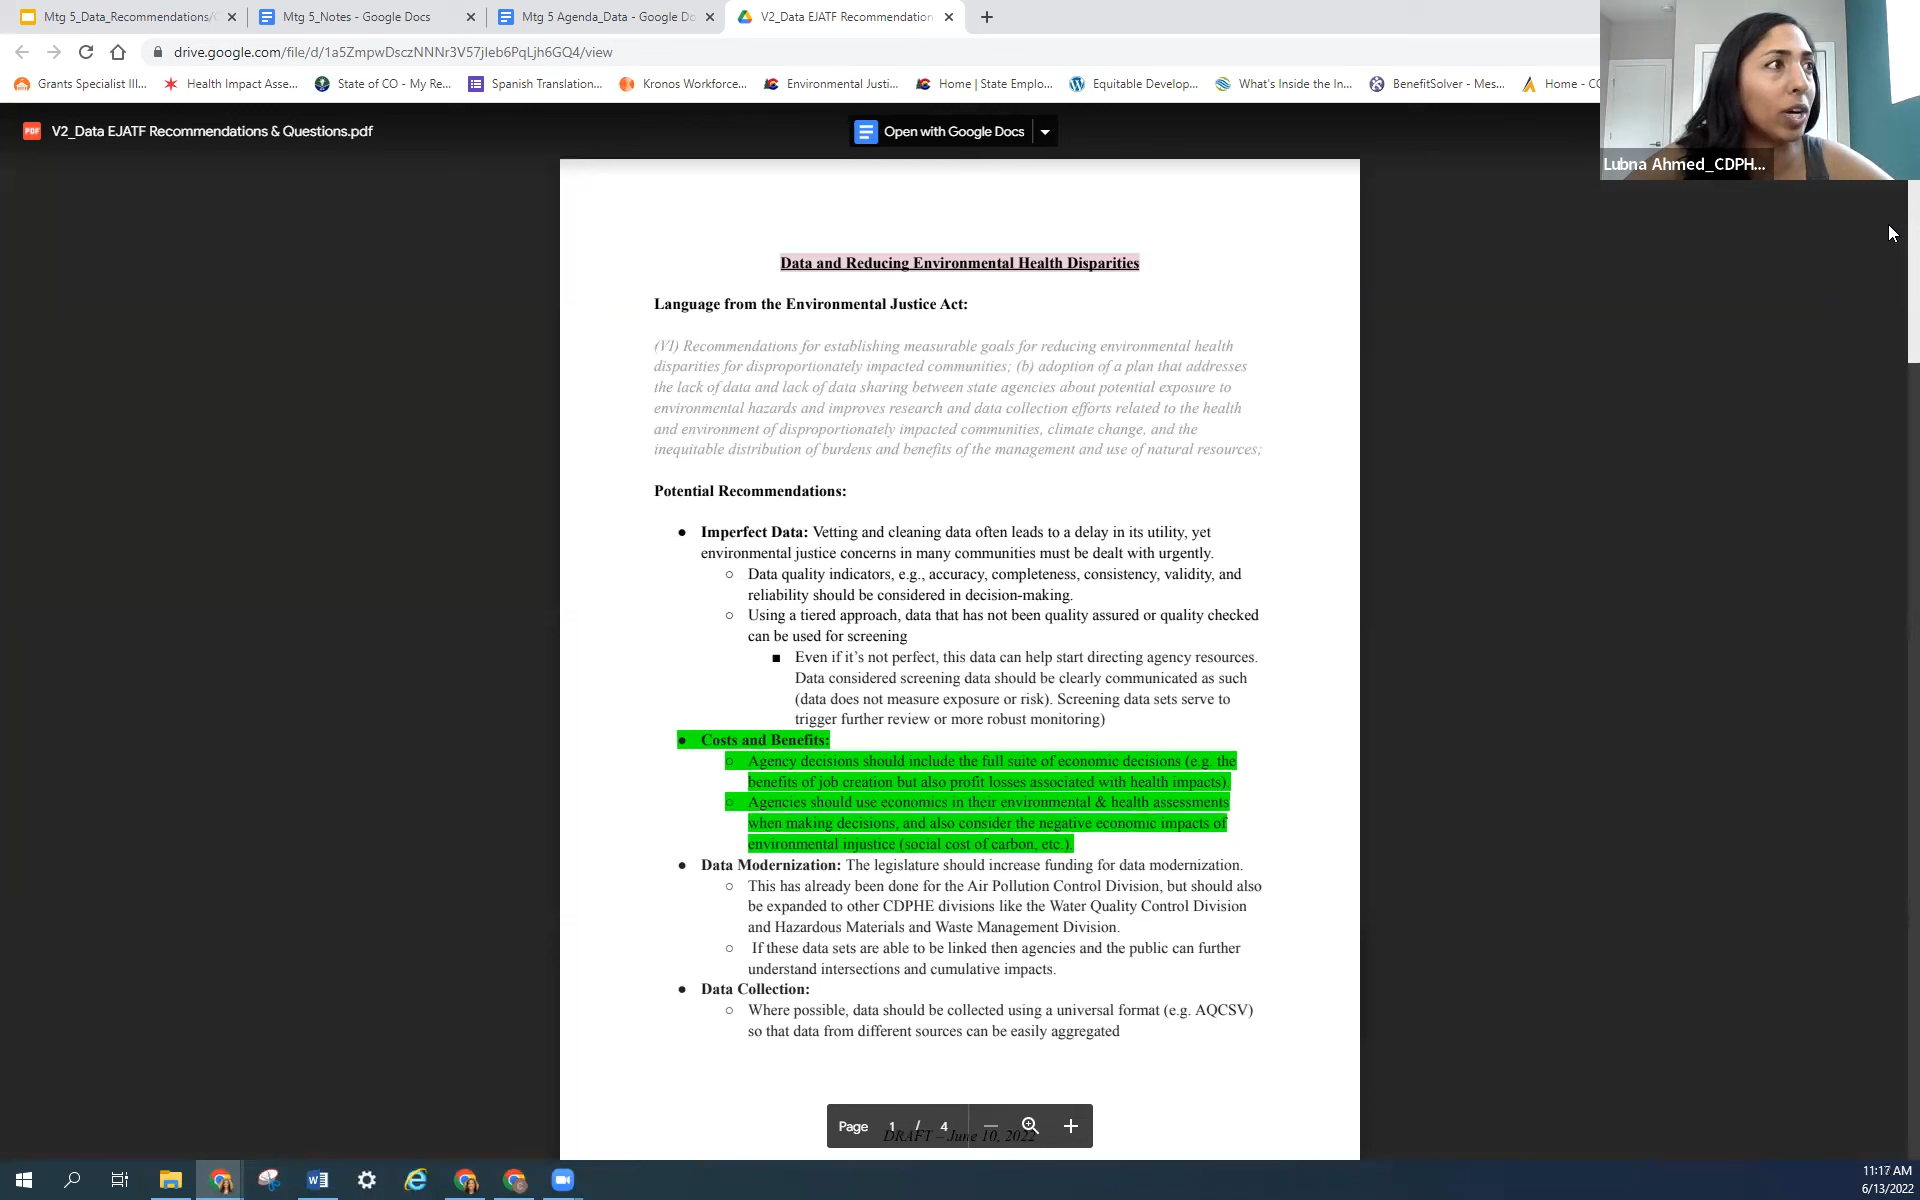 Mtg 5_Data_Recommendations/
Mtg 5_Notes - Google Docs
Mtg 5 Agenda_Data - Google Do
V2_Data EJATF Recommendation
drive.google.com/file/d/1a5ZmpwDsczNNNr3V57jIeb6PqLjh6GQ4/view
Grants Specialist III...
Health Impact Asse...
State of CO - My Re...
Spanish Translation...
Kronos Workforce...
Environmental Justi...
Home | State Emplo...
Equitable Develop...
What's Inside the In...
BenefitSolver - Mes...
Home - CO
Lubna Ahmed_CDPH...
PDF
V2_Data EJATF Recommendations & Questions.pdf
Open with Google Docs
Data and Reducing Environmental Health Disparities
Language from the Environmental Justice Act:
(VI) Recommendations for establishing measurable goals for reducing environmental health
disparities for disproportionately impacted communities; (b) adoption of a plan that addresses
the lack of data and lack of data sharing between state agencies about potential exposure to
environmental hazards and improves research and data collection efforts related to the health
and environment of disproportionately impacted communities, climate change, and the
inequitable distribution of burdens and benefits of the management and use of natural resources;
Potential Recommendations:
● Imperfect Data: Vetting and cleaning data often leads to a delay in its utility, yet
environmental justice concerns in many communities must be dealt with urgently.
○ Data quality indicators, e.g., accuracy, completeness, consistency, validity, and
reliability should be considered in decision-making.
○ Using a tiered approach, data that has not been quality assured or quality checked
can be used for screening
■ Even if it's not perfect, this data can help start directing agency resources.
Data considered screening data should be clearly communicated as such
(data does not measure exposure or risk). Screening data sets serve to
trigger further review or more robust monitoring)
● Costs and Benefits:
○ Agency decisions should include the full suite of economic decisions (e.g. the
benefits of job creation but also profit losses associated with health impacts).
○ Agencies should use economics in their environmental & health assessments
when making decisions, and also consider the negative economic impacts of
environmental injustice (social cost of carbon, etc.).
● Data Modernization: The legislature should increase funding for data modernization.
○ This has already been done for the Air Pollution Control Division, but should also
be expanded to other CDPHE divisions like the Water Quality Control Division
and Hazardous Materials and Waste Management Division.
○ If these data sets are able to be linked then agencies and the public can further
understand intersections and cumulative impacts.
● Data Collection:
○ Where possible, data should be collected using a universal format (e.g. AQCSV)
so that data from different sources can be easily aggregated
Page 1 / 4
DRAFT – June 10, 2022
11:17 AM
6/13/2022